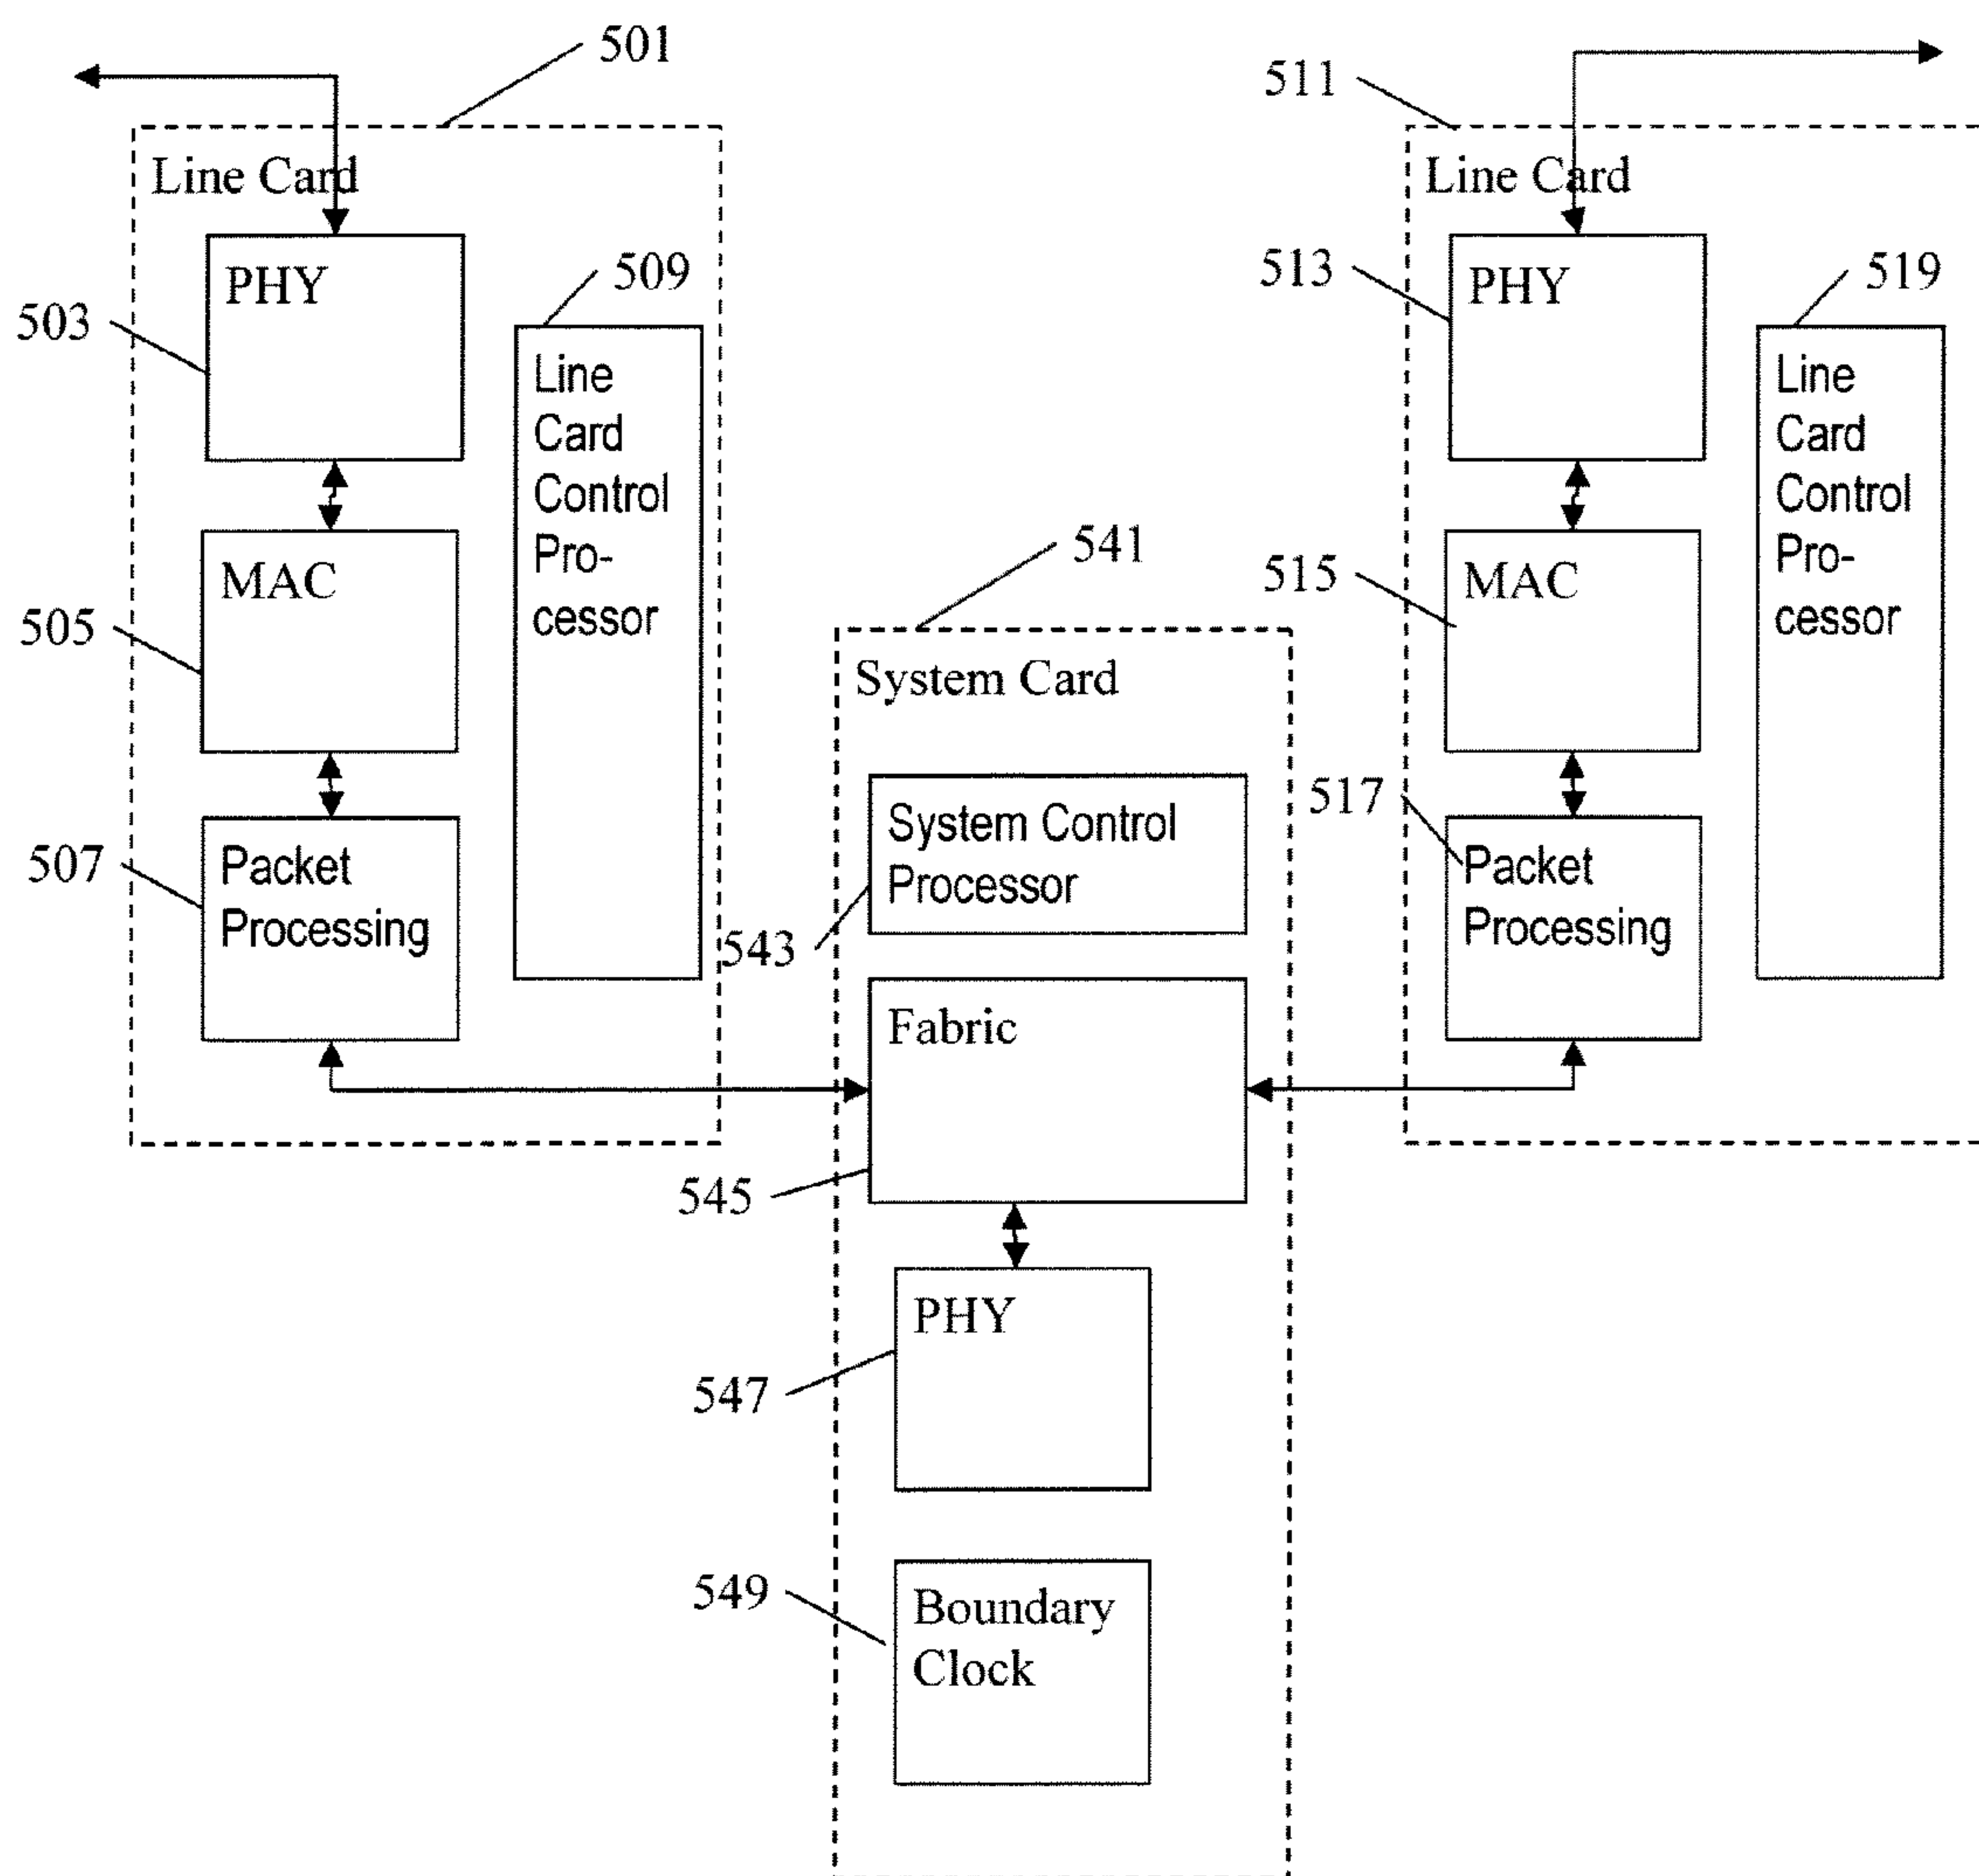 501
511
Line Card
Line Card
PHY
509
503
Line
Card
Control
Pro-
cessor
PHY
513
519
Line
Card
Control
Pro-
cessor
MAC
505
541
MAC
515
System Card
507
Packet
Processing
System Control
Processor
543
517
Packet
Processing
Fabric
545
PHY
547
549
Boundary
Clock